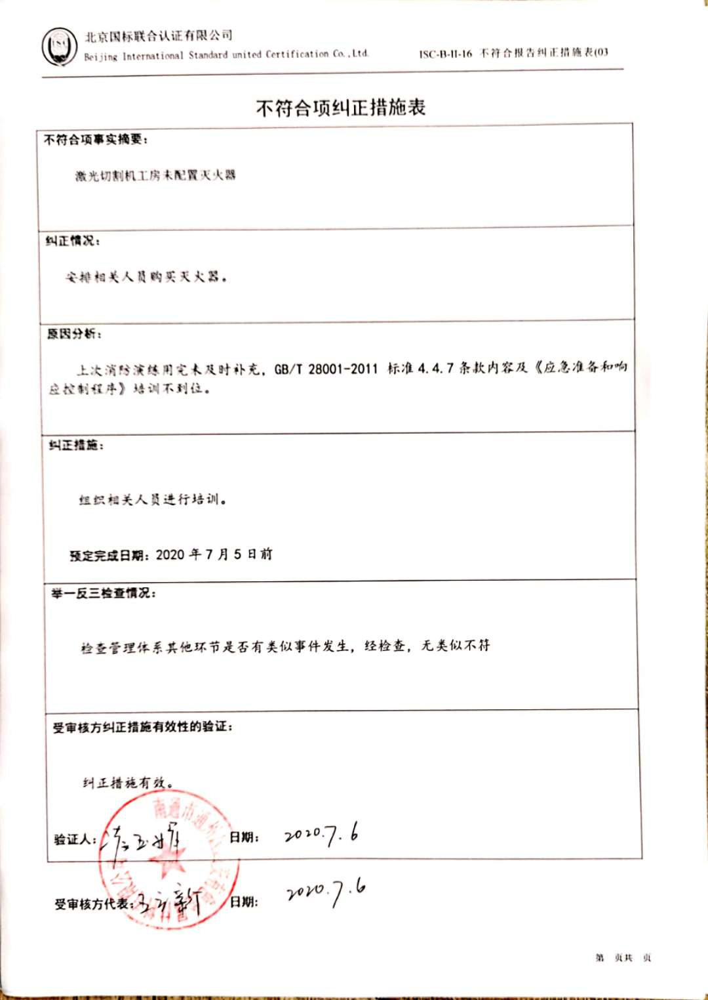 北京国标联合认证有限公司
Beijing International Standard united Certification Co.,Ltd.
ISC-B-II-16 不符合报告纠正措施表(03
ISC
不符合项纠正措施表
不符合项事实摘要：
激光切割机工房未配置灭火器
纠正情况：
安排相关人员购买灭火器。
原因分析：
上次消防演练用完未及时补充，GB/T 28001-2011 标准 4.4.7 条款内容及《应急准备和响
应控制程序》培训不到位。
纠正措施：
组织相关人员进行培训。
预定完成日期：2020 年 7 月 5 日前
举一反三检查情况：
检查管理体系其他环节是否有类似事件发生，经检查，无类似不符
受审核方纠正措施有效性的验证：
纠正措施有效。
南通市通州
有限公司
验证人：
日期：
2020.7.6
受审核方代表：
日期：
2020.7.6
第 页共 页